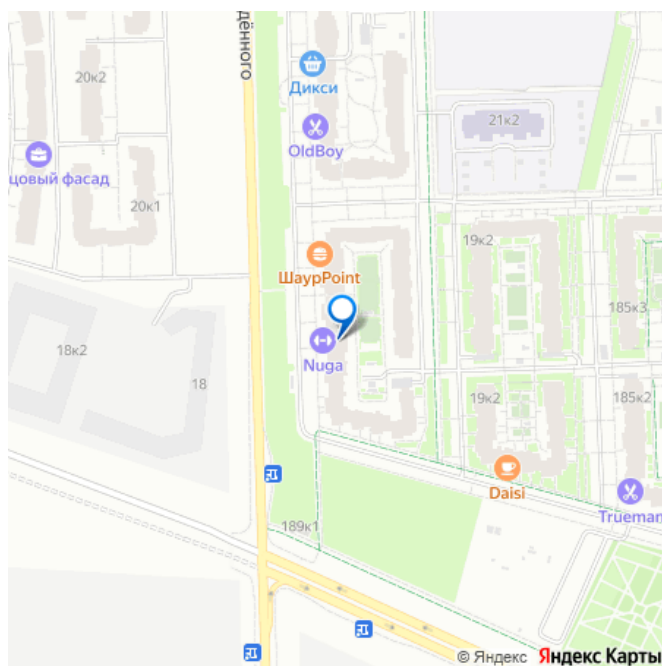 дённого
20к2
Дикси
21к2
OldBoy
цовый фасад
20к1
19к2
ШаурPoint
185к3
18к2
Nuga
18
19к2
185к2
Daisi
Trueman
189к1
© Яндекс Яндекс Карты